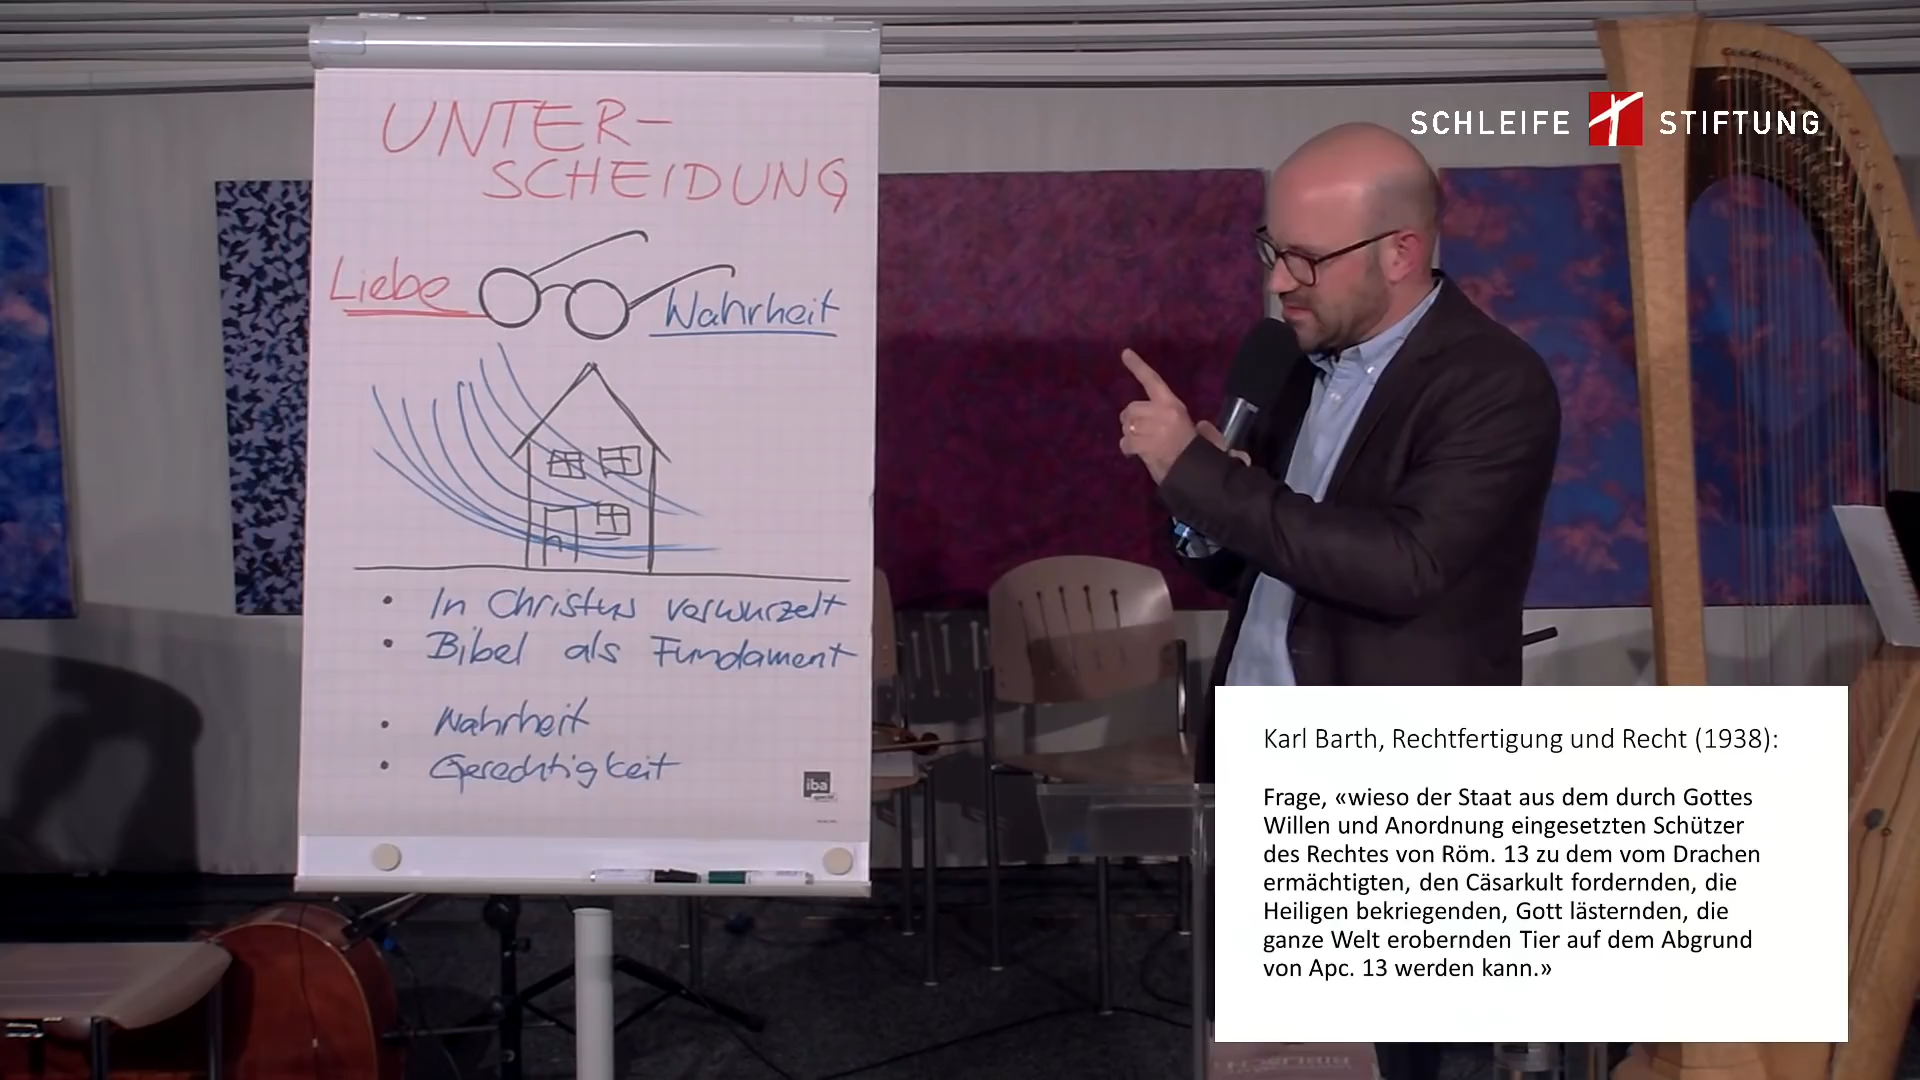 UNTER-
SCHEIDUNG
Liebe
Wahrheit
• In Christus verwurzelt
• Bibel als Fundament
• Wahrheit
• Gerechtigkeit
iba
SCHLEIFE STIFTUNG
Karl Barth, Rechtfertigung und Recht (1938):
Frage, «wieso der Staat aus dem durch Gottes
Willen und Anordnung eingesetzten Schützer
des Rechtes von Röm. 13 zu dem vom Drachen
ermächtigten, den Cäsarkult fordernden, die
Heiligen bekriegenden, Gott lästernden, die
ganze Welt erobernden Tier auf dem Abgrund
von Apc. 13 werden kann.»